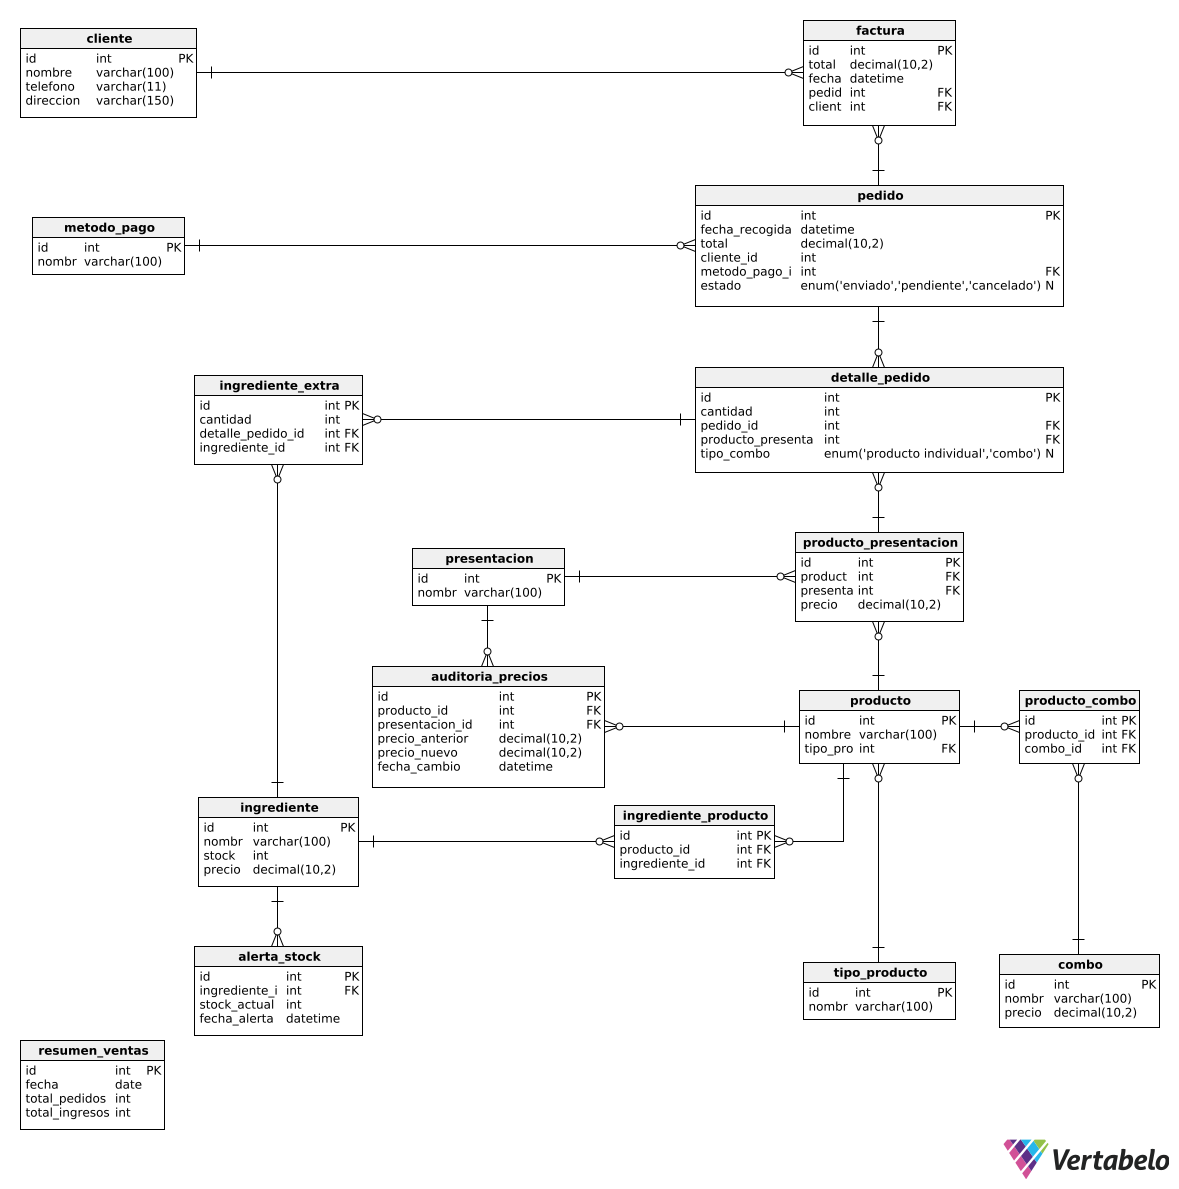 cliente
id int PK
nombre varchar(100)
telefono varchar(11)
direccion varchar(150)
factura
id int PK
total decimal(10,2)
fecha datetime
pedid int FK
client int FK
metodo_pago
id int PK
nombr varchar(100)
pedido
id int PK
fecha_recogida datetime
total decimal(10,2)
cliente_id int
metodo_pago_i int FK
estado enum('enviado','pendiente','cancelado') N
ingrediente_extra
id int PK
cantidad int
detalle_pedido_id int FK
ingrediente_id int FK
detalle_pedido
id int PK
cantidad int
pedido_id int FK
producto_presenta int FK
tipo_combo enum('producto individual','combo') N
presentacion
id int PK
nombr varchar(100)
producto_presentacion
id int PK
product int FK
presenta int FK
precio decimal(10,2)
auditoria_precios
id int PK
producto_id int FK
presentacion_id int FK
precio_anterior decimal(10,2)
precio_nuevo decimal(10,2)
fecha_cambio datetime
producto
id int PK
nombre varchar(100)
tipo_pro int FK
producto_combo
id int PK
producto_id int FK
combo_id int FK
ingrediente
id int PK
nombr varchar(100)
stock int
precio decimal(10,2)
ingrediente_producto
id int PK
producto_id int FK
ingrediente_id int FK
alerta_stock
id int PK
ingrediente_i int FK
stock_actual int
fecha_alerta datetime
tipo_producto
id int PK
nombr varchar(100)
combo
id int PK
nombr varchar(100)
precio decimal(10,2)
resumen_ventas
id int PK
fecha date
total_pedidos int
total_ingresos int
Vertabelo